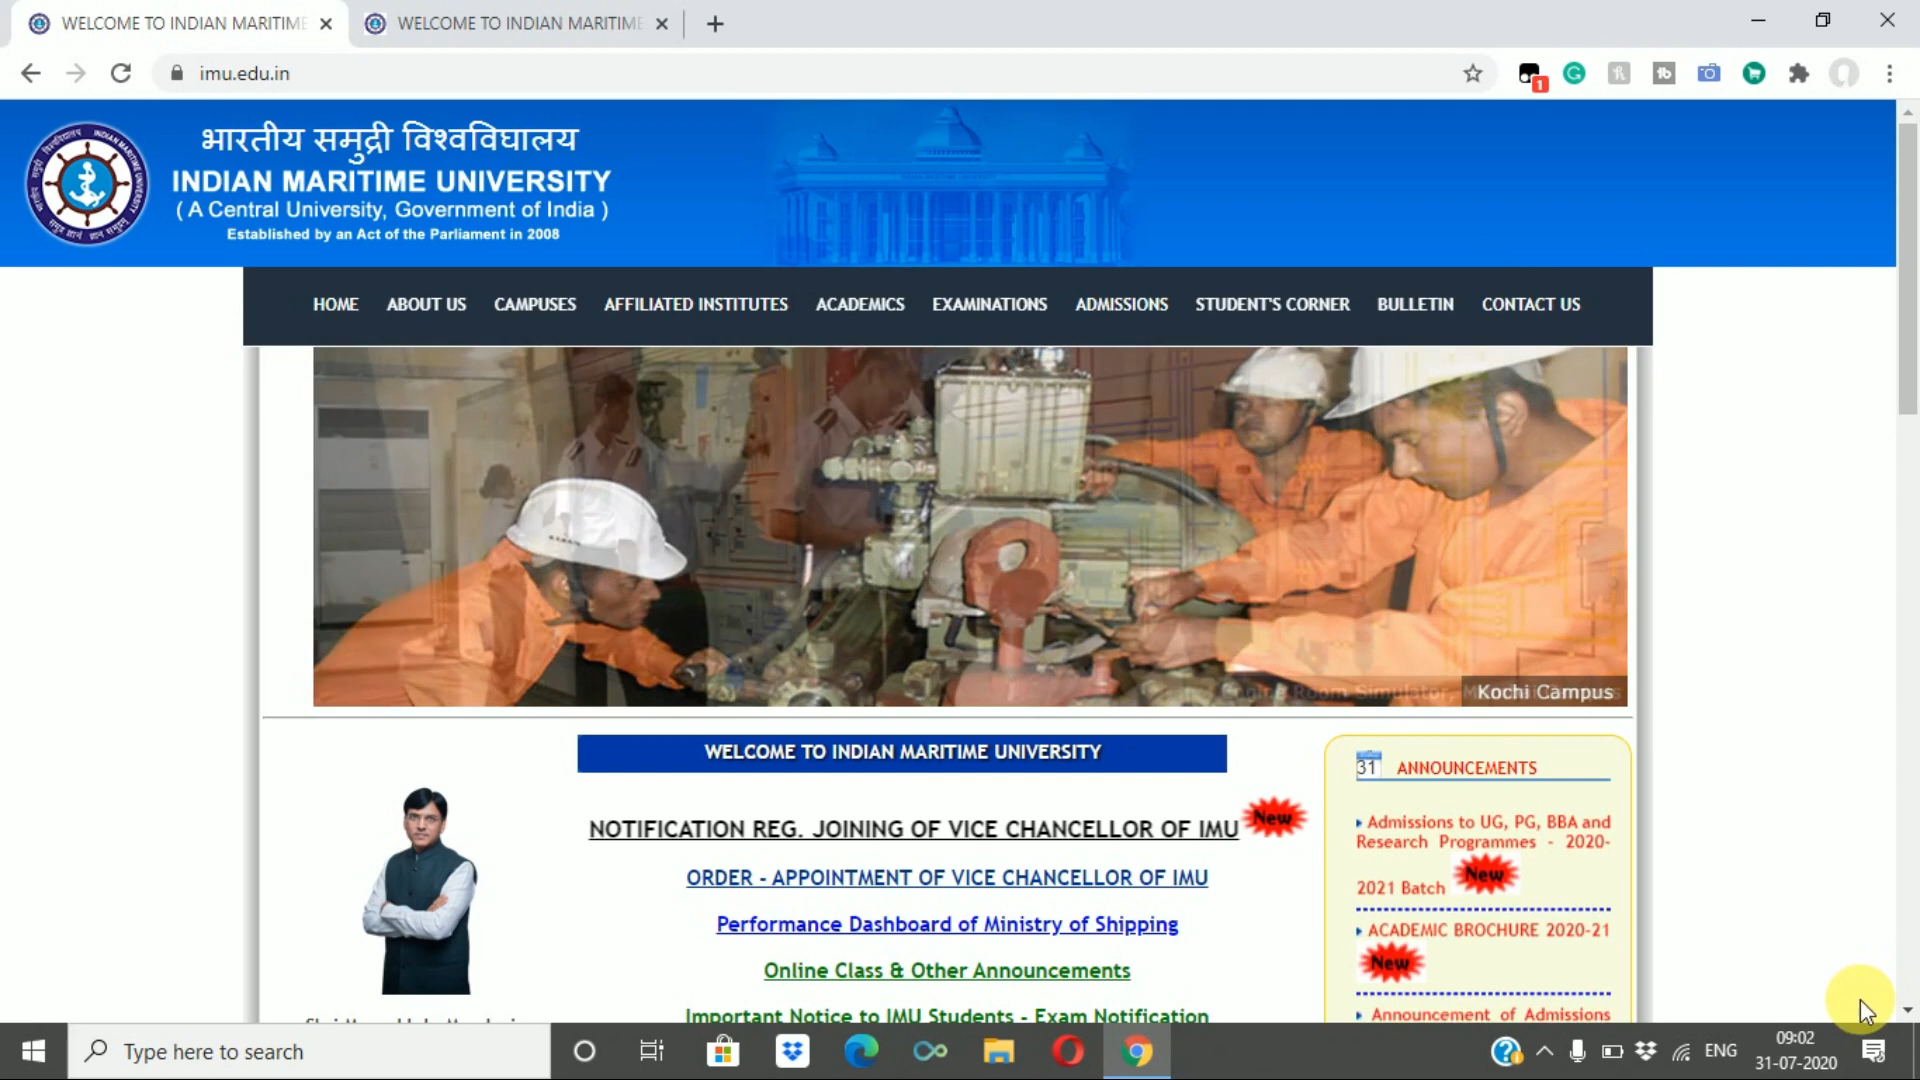 WELCOME TO INDIAN MARITIME
WELCOME TO INDIAN MARITIME
imu.edu.in
1
भारतीय समुद्री विश्वविघालय
INDIAN MARITIME UNIVERSITY
( A Central University, Government of India )
Established by an Act of the Parliament in 2008
HOME ABOUT US CAMPUSES AFFILIATED INSTITUTES ACADEMICS EXAMINATIONS ADMISSIONS STUDENT'S CORNER BULLETIN CONTACT US
Kochi Campus
WELCOME TO INDIAN MARITIME UNIVERSITY
NOTIFICATION REG. JOINING OF VICE CHANCELLOR OF IMU New
ORDER - APPOINTMENT OF VICE CHANCELLOR OF IMU
Performance Dashboard of Ministry of Shipping
Online Class & Other Announcements
Important Notice to IMU Students - Exam Notification
31 ANNOUNCEMENTS
Admissions to UG, PG, BBA and
Research Programmes - 2020-
2021 Batch New
ACADEMIC BROCHURE 2020-21
New
Announcement of Admissions
Type here to search
ENG
09:02
31-07-2020